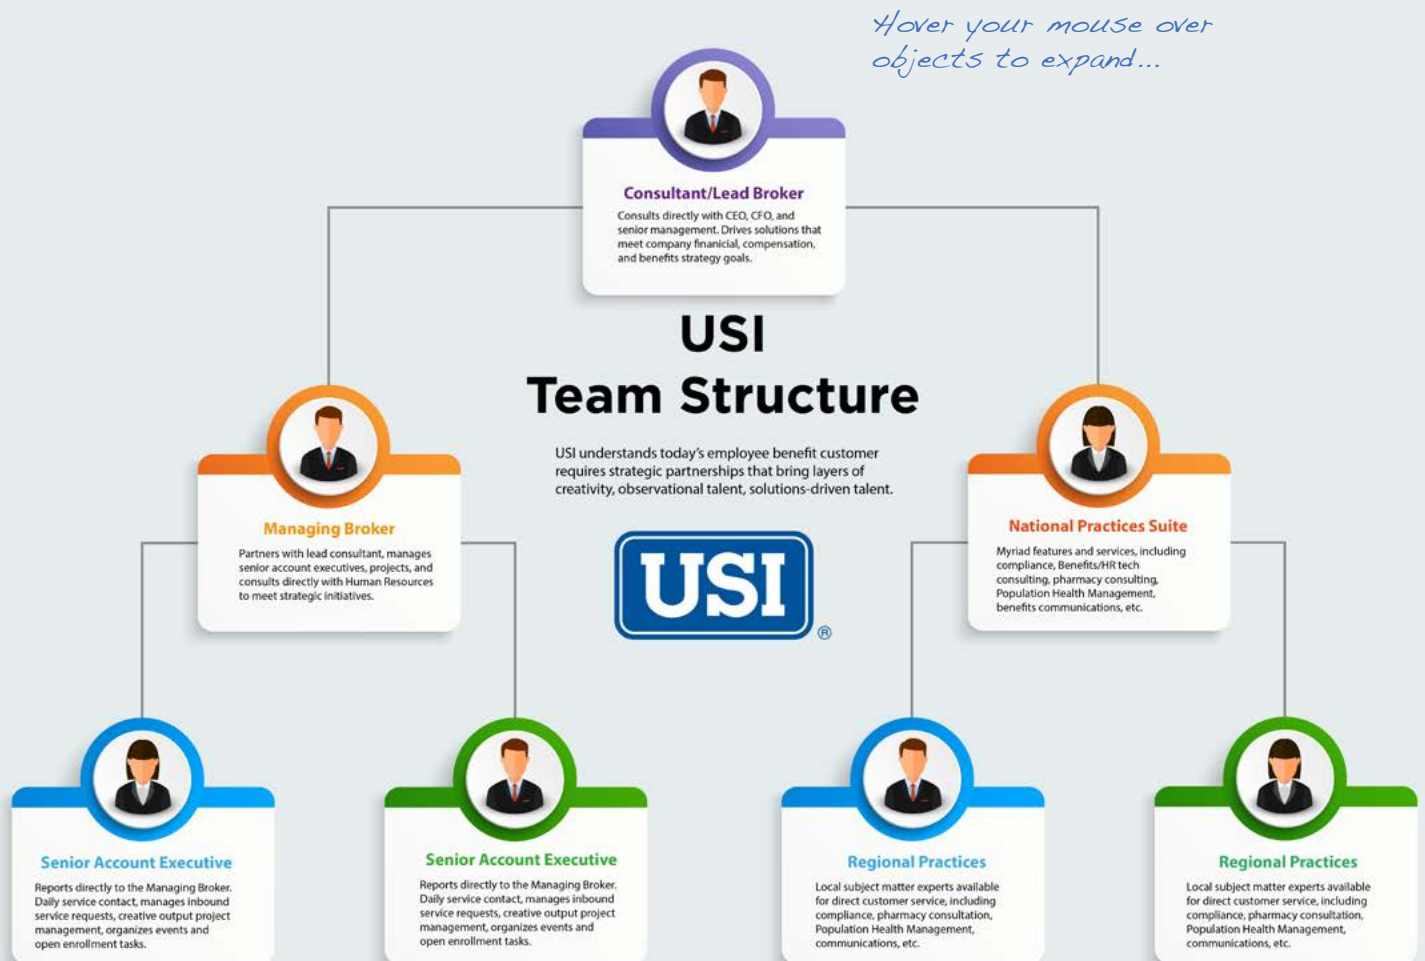 Hover your mouse over
objects to expand...
Consultant/Lead Broker
Consults directly with CEO, CFO, and
senior management. Drives solutions that
meet company finanicial, compensation,
and benefits strategy goals.
USI
Team Structure
USI understands today's employee benefit customer
requires strategic partnerships that bring layers of
creativity, observational talent, solutions-driven talent.
USI
®
Managing Broker
Partners with lead consultant, manages
senior account executives, projects, and
consults directly with Human Resources
to meet strategic initiatives.
National Practices Suite
Myriad features and services, including
compliance, Benefits/HR tech
consulting, pharmacy consulting,
Population Health Management,
benefits communications, etc.
Senior Account Executive
Reports directly to the Managing Broker.
Daily service contact, manages inbound
service requests, creative output project
management, organizes events and
open enrollment tasks.
Senior Account Executive
Reports directly to the Managing Broker.
Daily service contact, manages inbound
service requests, creative output project
management, organizes events and
open enrollment tasks.
Regional Practices
Local subject matter experts available
for direct customer service, including
compliance, pharmacy consultation,
Population Health Management,
communications, etc.
Regional Practices
Local subject matter experts available
for direct customer service, including
compliance, pharmacy consultation,
Population Health Management,
communications, etc.